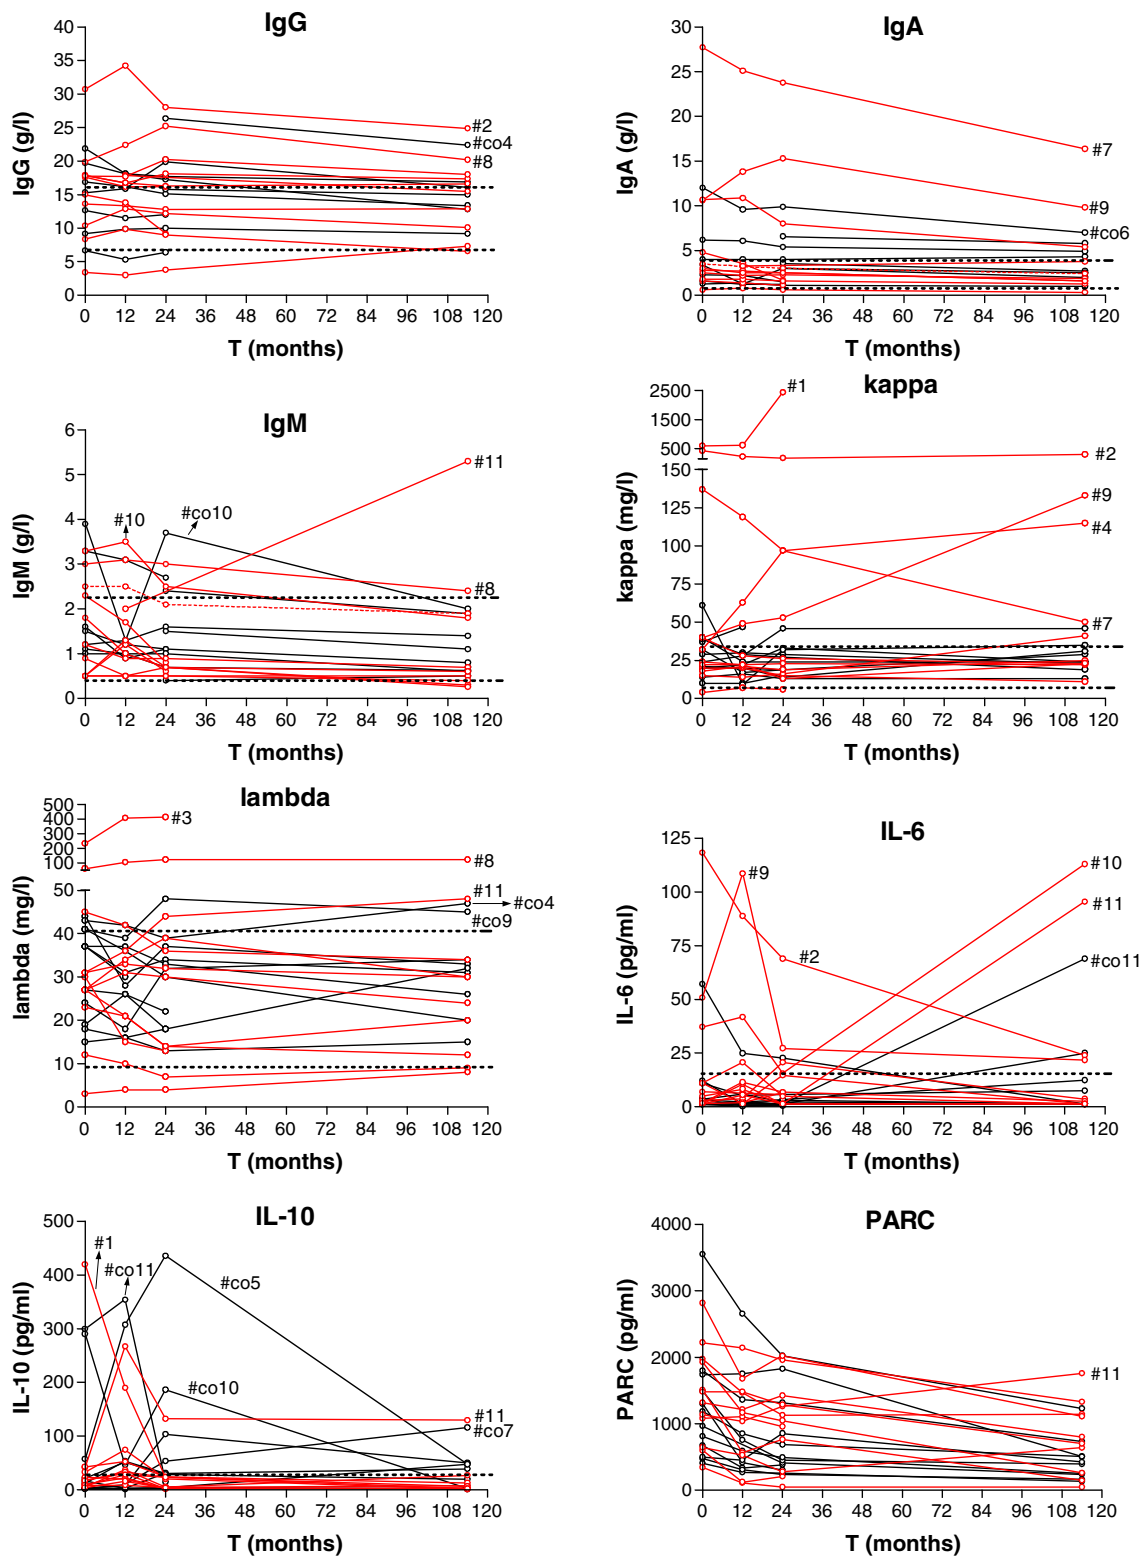 IgG
40
35
30
25
20
15
10
5
0
IgG (g/l)
#2
#co4
#8
0 12 24 36 48 60 72 84 96 108 120
T (months)
IgA
30
25
20
15
10
5
0
IgA (g/l)
#7
#9
#co6
0 12 24 36 48 60 72 84 96 108 120
T (months)
IgM
6
5
4
3
2
1
0
IgM (g/l)
#10
#co10
#11
#8
0 12 24 36 48 60 72 84 96 108 120
T (months)
kappa
2500
1500
500
150
125
100
75
50
25
0
kappa (mg/l)
#1
#2
#9
#4
#7
0 12 24 36 48 60 72 84 96 108 120
T (months)
lambda
500
400
300
200
100
50
40
30
20
10
0
lambda (mg/l)
#3
#8
#11
#co4
#co9
0 12 24 36 48 60 72 84 96 108 120
T (months)
IL-6
125
100
75
50
25
0
IL-6 (pg/ml)
#9
#2
#10
#11
#co11
0 12 24 36 48 60 72 84 96 108 120
T (months)
IL-10
500
400
300
200
100
0
IL-10 (pg/ml)
#1
#co11
#co5
#co10
#11
#co7
0 12 24 36 48 60 72 84 96 108 120
T (months)
PARC
4000
3000
2000
1000
0
PARC (pg/ml)
#11
0 12 24 36 48 60 72 84 96 108 120
T (months)